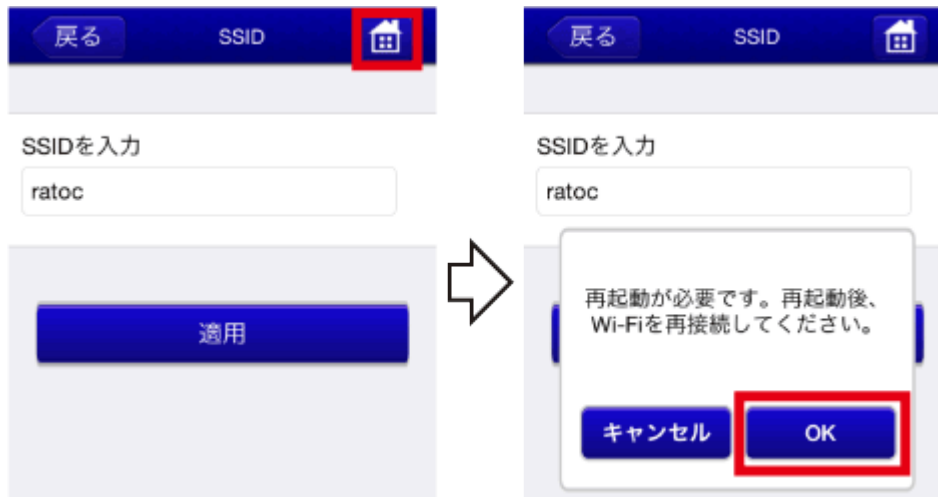 戻る SSID
SSIDを入力
ratoc
適用
戻る SSID
SSIDを入力
ratoc
再起動が必要です。再起動後、
Wi-Fiを再接続してください。
キャンセル OK